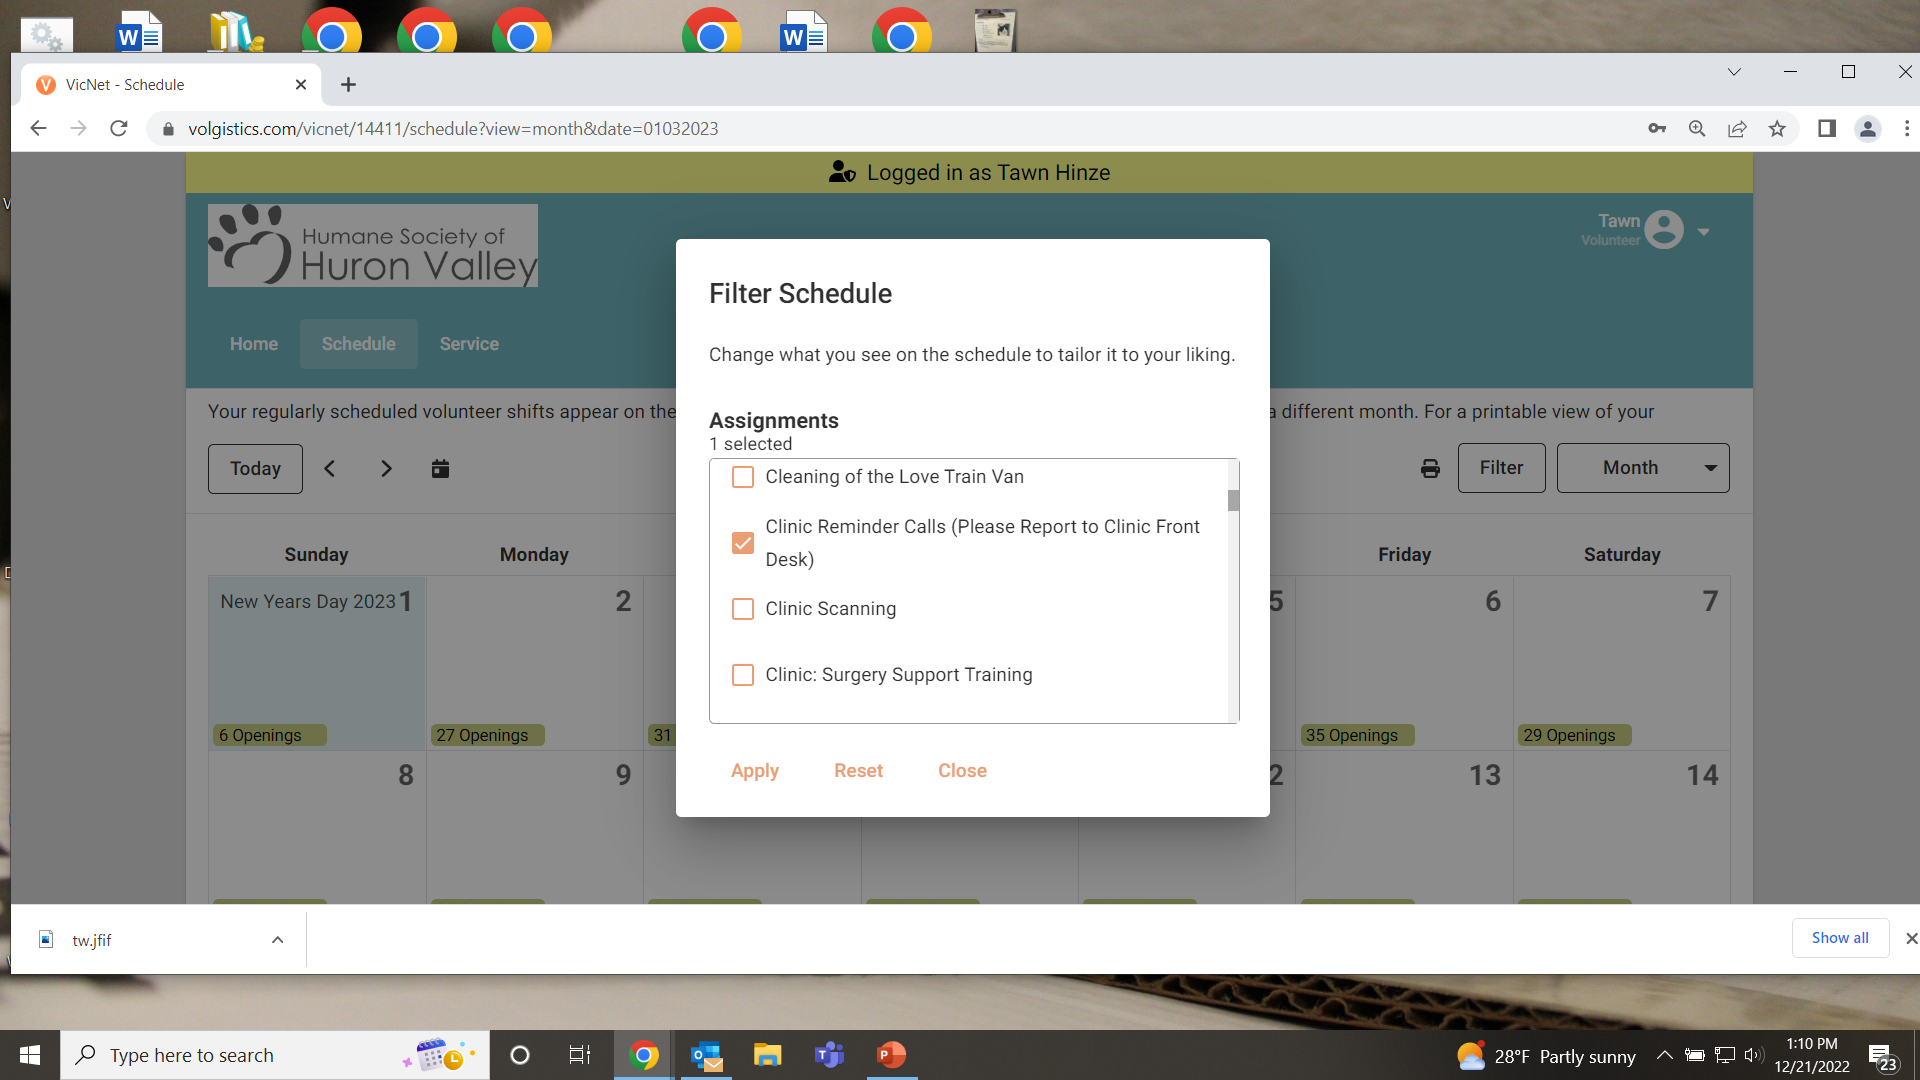 VicNet - Schedule
volgistics.com/vicnet/14411/schedule?view=month&date=01032023
Logged in as Tawn Hinze
Humane Society of
Huron Valley
Tawn
Volunteer
Home
Schedule
Service
Filter Schedule
Change what you see on the schedule to tailor it to your liking.
Your regularly scheduled volunteer shifts appear on the
a different month. For a printable view of your
Assignments
1 selected
Cleaning of the Love Train Van
Clinic Reminder Calls (Please Report to Clinic Front
Desk)
Clinic Scanning
Clinic: Surgery Support Training
Apply
Reset
Close
Today
Filter
Month
Sunday
Monday
Friday
Saturday
New Years Day 2023 1
2
5
6
7
6 Openings
27 Openings
31
35 Openings
29 Openings
8
9
2
13
14
tw.jfif
Show all
Type here to search
28°F Partly sunny
1:10 PM
12/21/2022
23